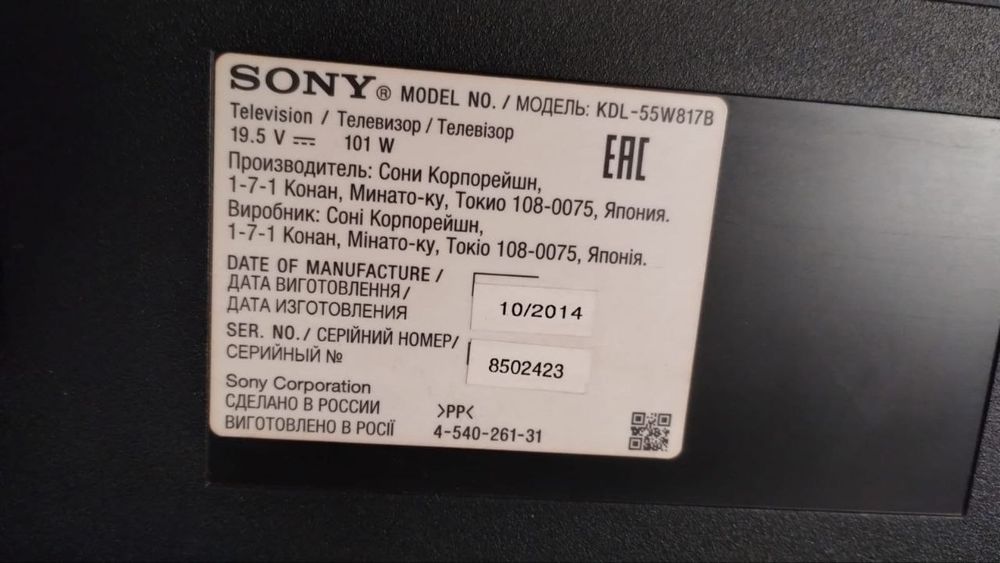 SONY® MODEL NO. / МОДЕЛЬ: KDL-55W817B
Television / Телевизор / Телевізор
19.5 V ⎓ 101 W
EAC
Производитель: Сони Корпорейшн,
1-7-1 Конан, Минато-ку, Токио 108-0075, Япония.
Виробник: Соні Корпорейшн,
1-7-1 Конан, Мінато-ку, Токіо 108-0075, Японія.
DATE OF MANUFACTURE /
ДАТА ВИГОТОВЛЕННЯ/
ДАТА ИЗГОТОВЛЕНИЯ
10/2014
SER. NO. / СЕРІЙНИЙ НОМЕР/
СЕРИЙНЫЙ №
8502423
Sony Corporation
СДЕЛАНО В РОССИИ >PP<
ВИГОТОВЛЕНО В РОСІЇ 4-540-261-31